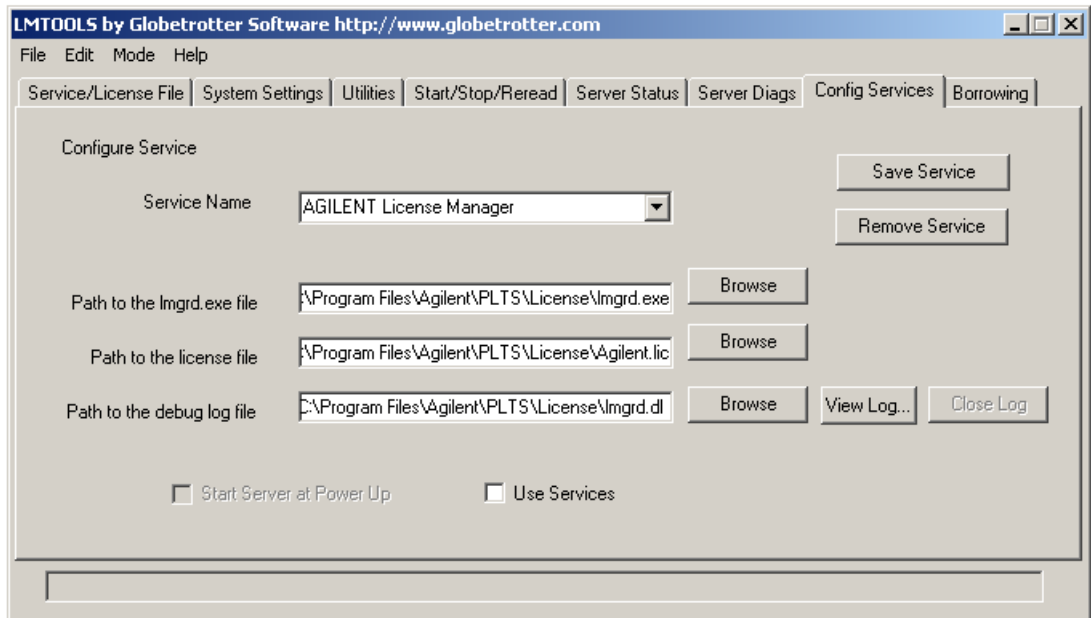 LMTOOLS by Globetrotter Software http://www.globetrotter.com
File Edit Mode Help
Service/License File System Settings Utilities Start/Stop/Reread Server Status Server Diags Config Services Borrowing
Configure Service
Save Service
Service Name AGILENT License Manager
Remove Service
Path to the lmgrd.exe file :\Program Files\Agilent\PLTS\License\lmgrd.exe Browse
Path to the license file :\Program Files\Agilent\PLTS\License\Agilent.lic Browse
Path to the debug log file C:\Program Files\Agilent\PLTS\License\lmgrd.dl Browse View Log... Close Log
Start Server at Power Up Use Services